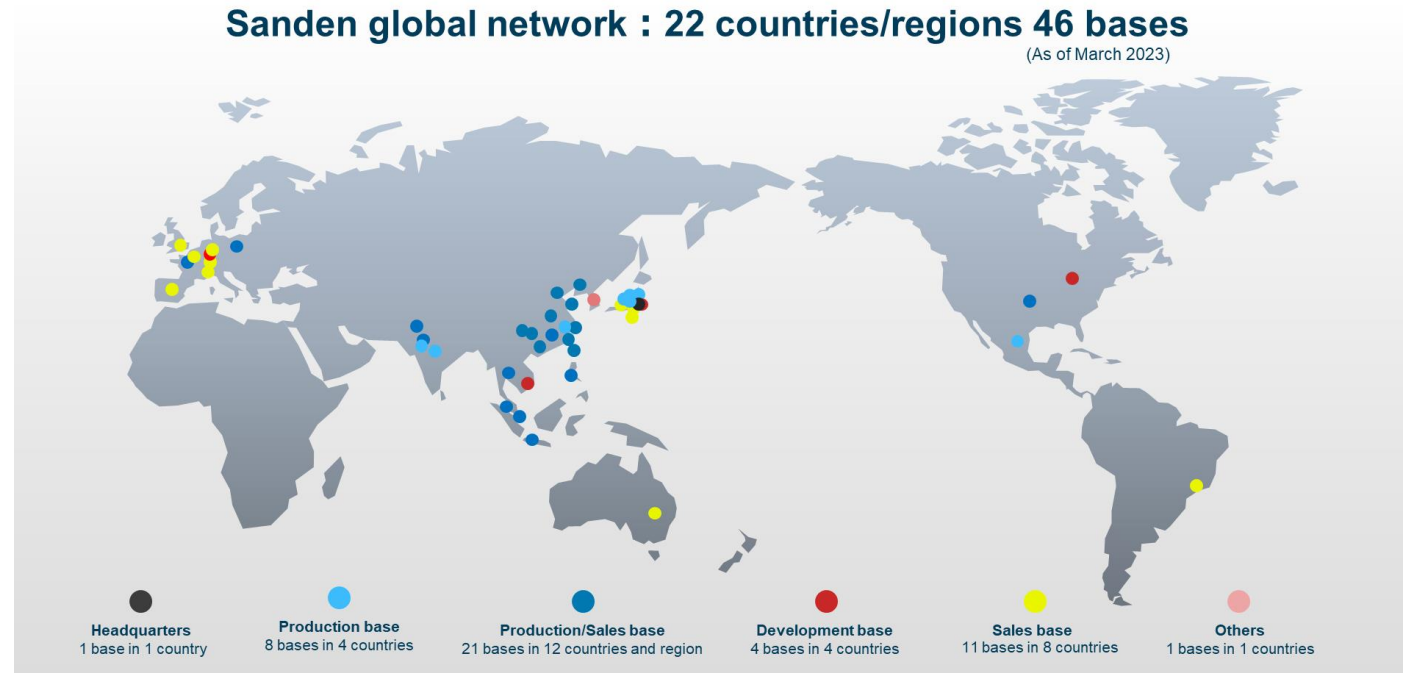 Sanden global network : 22 countries/regions 46 bases
(As of March 2023)
Headquarters
1 base in 1 country
Production base
8 bases in 4 countries
Production/Sales base
21 bases in 12 countries and region
Development base
4 bases in 4 countries
Sales base
11 bases in 8 countries
Others
1 bases in 1 countries